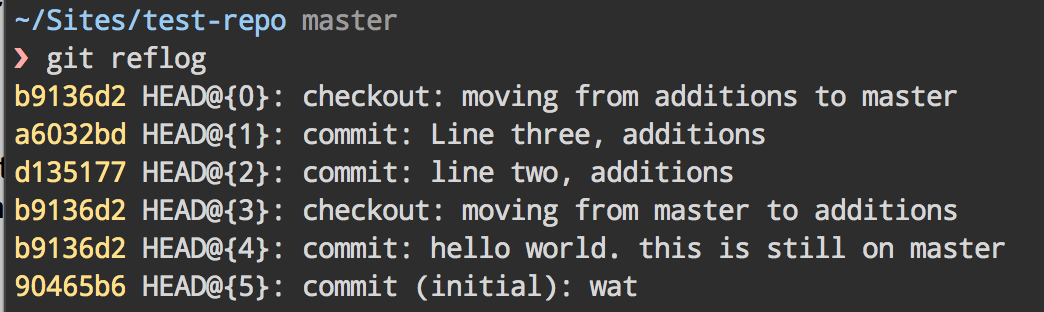 ~/Sites/test-repo master
❯ git reflog
b9136d2 HEAD@{0}: checkout: moving from additions to master
a6032bd HEAD@{1}: commit: Line three, additions
d135177 HEAD@{2}: commit: line two, additions
b9136d2 HEAD@{3}: checkout: moving from master to additions
b9136d2 HEAD@{4}: commit: hello world. this is still on master
90465b6 HEAD@{5}: commit (initial): wat